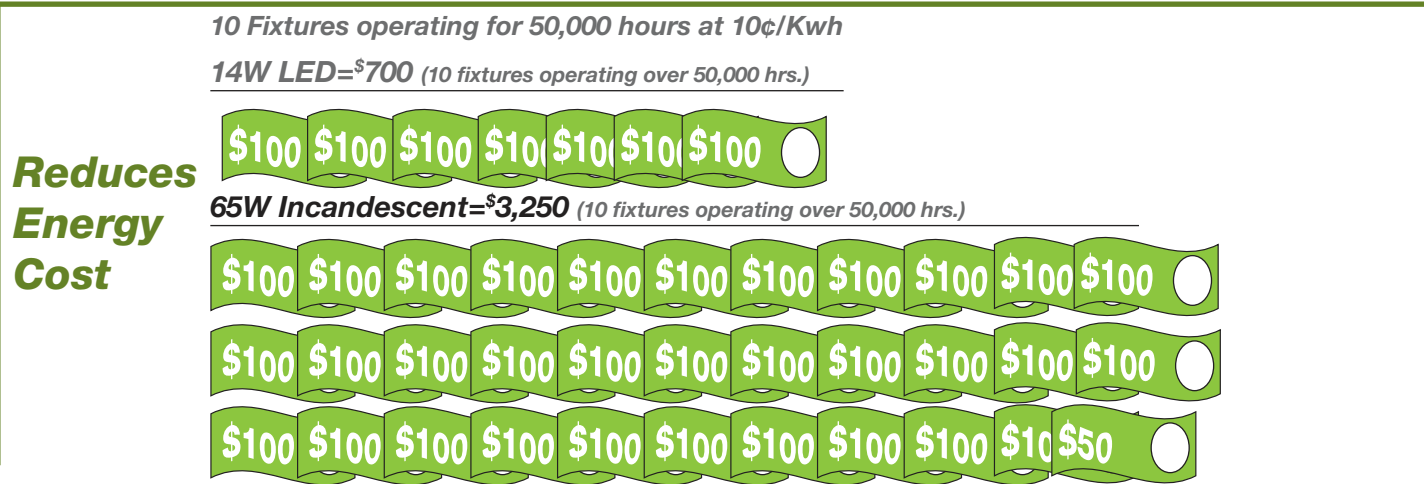 10 Fixtures operating for 50,000 hours at 10¢/Kwh
14W LED=$700 (10 fixtures operating over 50,000 hrs.)
$100 $100 $100 $100 $100 $100 $100
Reduces
Energy
Cost
65W Incandescent=$3,250 (10 fixtures operating over 50,000 hrs.)
$100 $100 $100 $100 $100 $100 $100 $100 $100 $100 $100
$100 $100 $100 $100 $100 $100 $100 $100 $100 $100 $100
$100 $100 $100 $100 $100 $100 $100 $100 $100 $10 $50